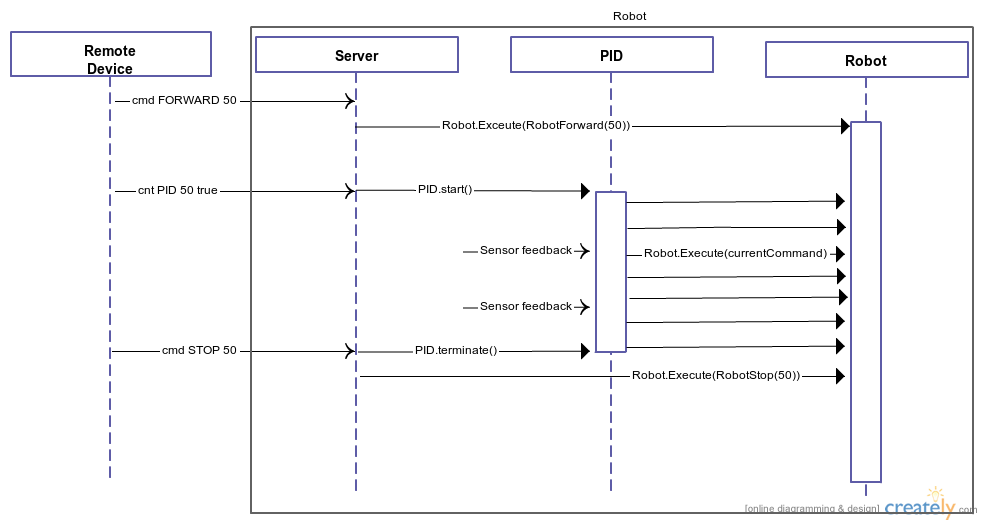 Robot
Remote
Device
Server
PID
Robot
cmd FORWARD 50
Robot.Exceute(RobotForward(50))
cnt PID 50 true
PID.start()
Sensor feedback
Robot.Execute(currentCommand)
Sensor feedback
cmd STOP 50
PID.terminate()
Robot.Execute(RobotStop(50))
[online diagramming & design] creately.com